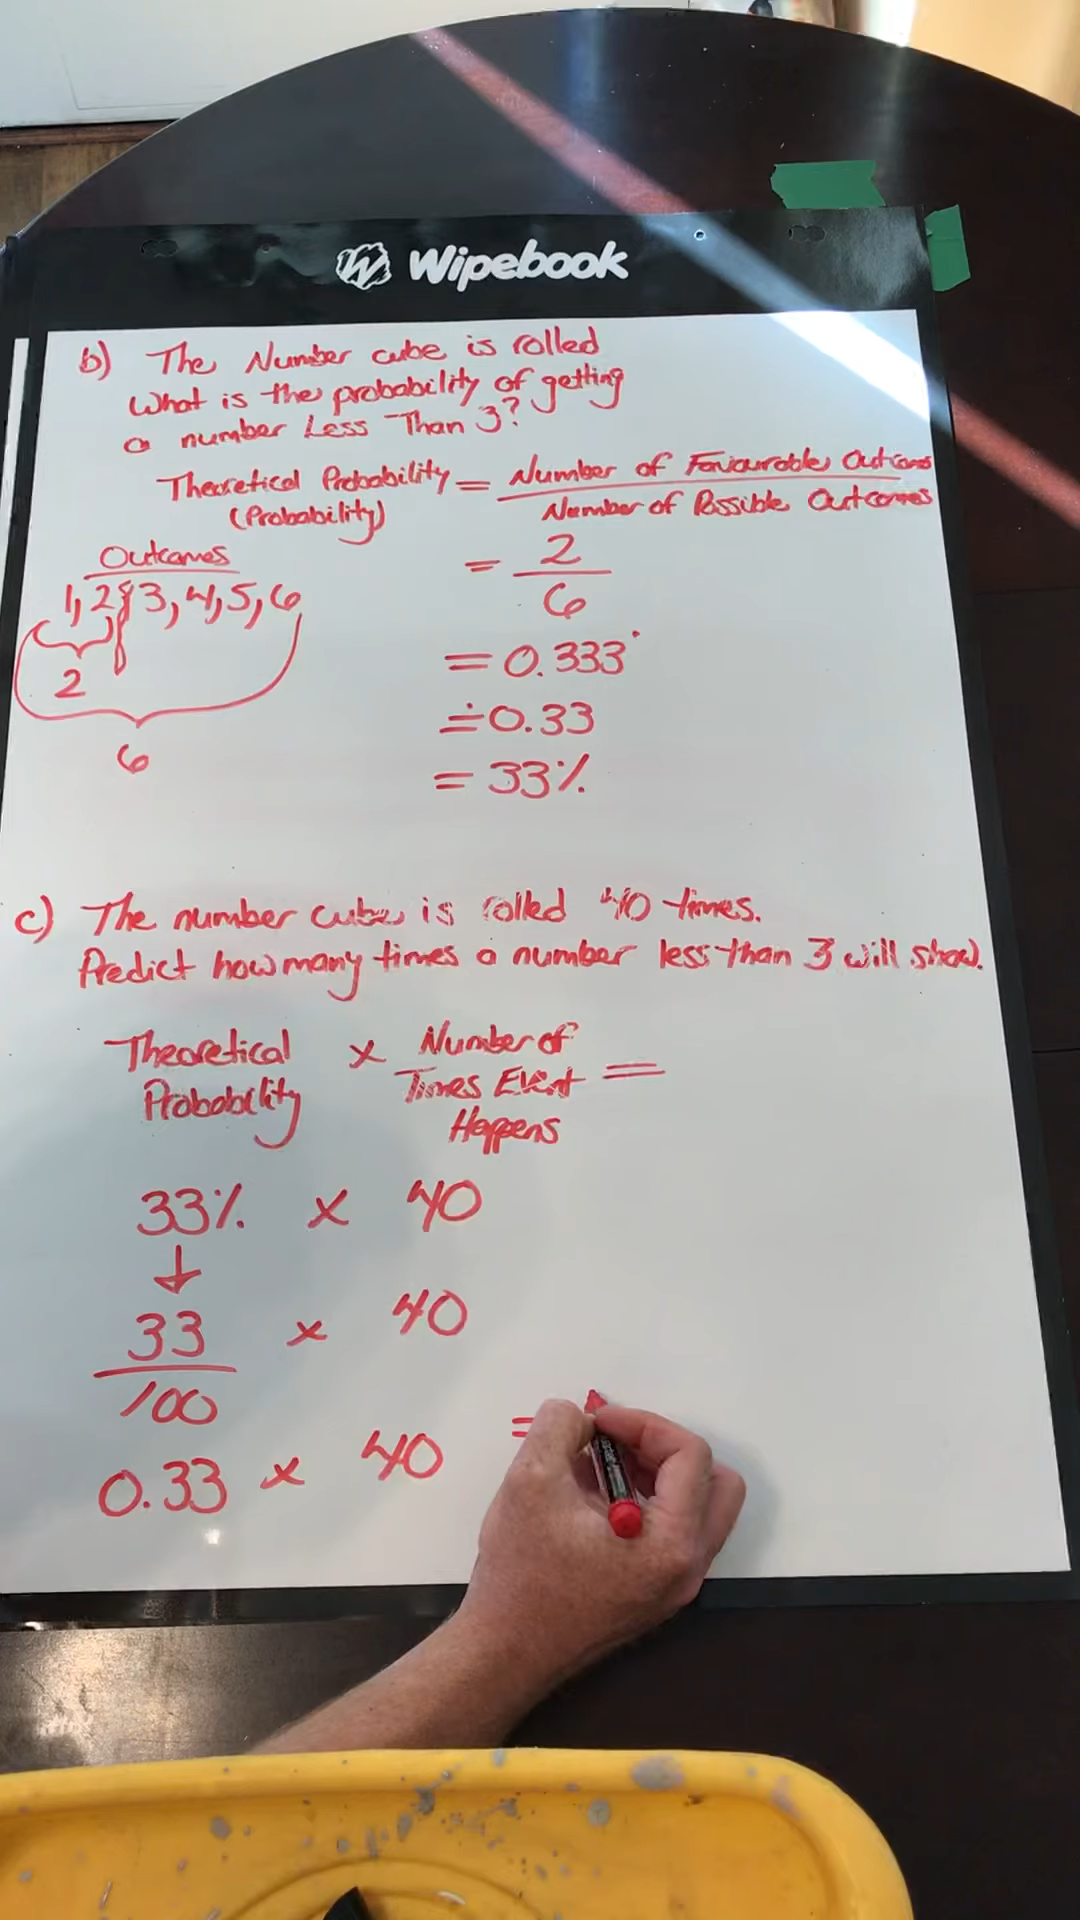 Wipebook
b) The Number cube is rolled
What is the probability of getting
a number Less Than 3?
Theoretical Probability = Number of Favourable Outcomes
(Probability) Number of Possible Outcomes
Outcomes
1, 2, 3, 4, 5, 6
2
6
= 2
6
= 0.333˙
≐ 0.33
= 33%
c) The number cube is rolled 40 times.
Predict how many times a number less than 3 will show.
Theoretical Probability × Number of Times Event Happens =
33% × 40
↓
33 × 40
100
0.33 × 40 =